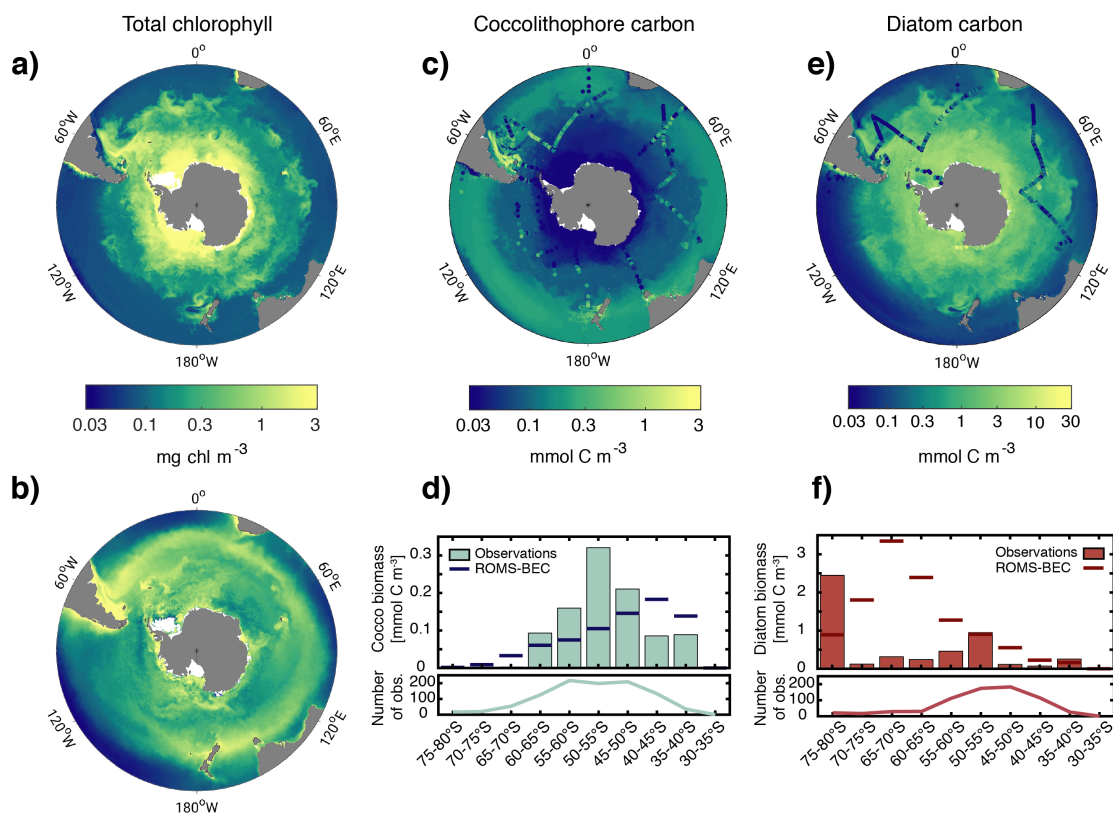 Total chlorophyll
Coccolithophore carbon
Diatom carbon
a)
c)
e)
0°
0°
0°
60°W
60°E
60°W
60°E
60°W
60°E
120°W
120°E
120°W
120°E
120°W
120°E
180°W
180°W
180°W
0.03 0.1 0.3 1 3
0.03 0.1 0.3 1 3
0.03 0.1 0.3 1 3 10 30
mg chl m-3
mmol C m-3
mmol C m-3
b)
0°
60°W
60°E
120°W
120°E
180°W
d)
Cocco biomass
[mmol C m-3]
0.3
0.2
0.1
0
Observations
ROMS-BEC
Number
of obs.
200
100
0
75-80°S
70-75°S
65-70°S
60-65°S
55-60°S
50-55°S
45-50°S
40-45°S
35-40°S
30-35°S
f)
Diatom biomass
[mmol C m-3]
3
2
1
0
Observations
ROMS-BEC
Number
of obs.
200
100
0
75-80°S
70-75°S
65-70°S
60-65°S
55-60°S
50-55°S
45-50°S
40-45°S
35-40°S
30-35°S